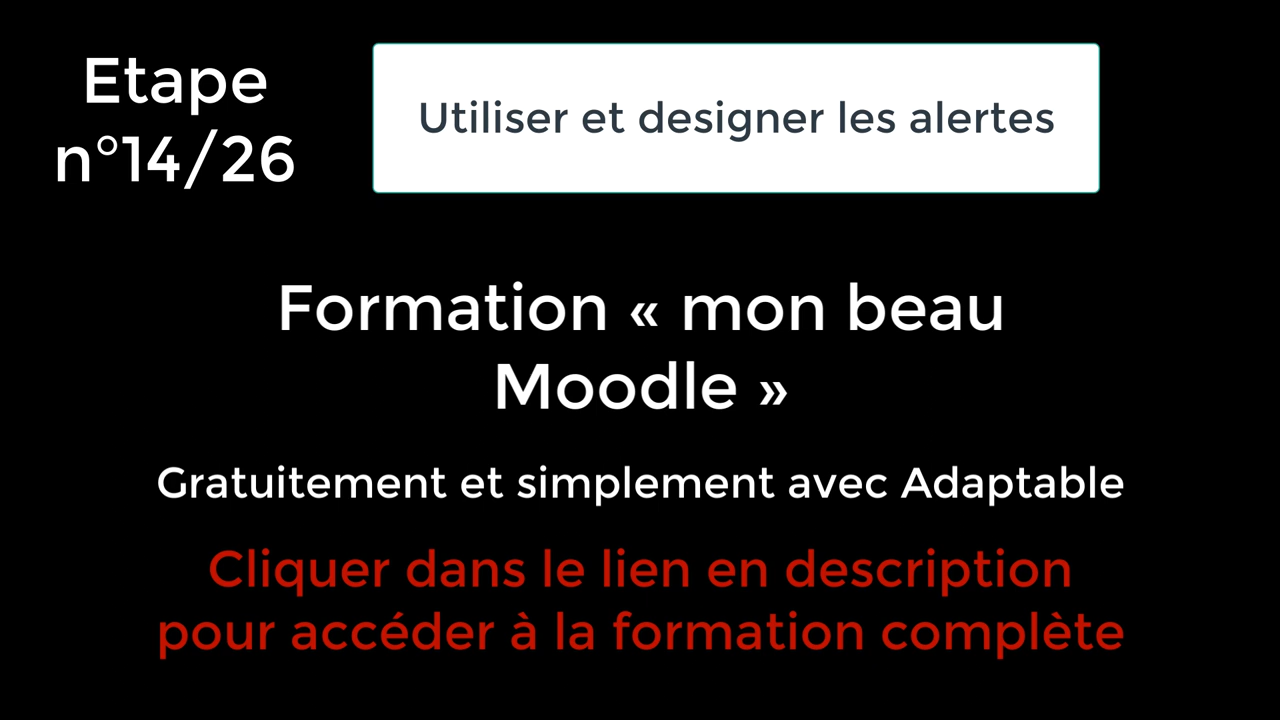 Etape
n°14/26
Utiliser et designer les alertes
Formation « mon beau
Moodle »
Gratuitement et simplement avec Adaptable
Cliquer dans le lien en description
pour accéder à la formation complète